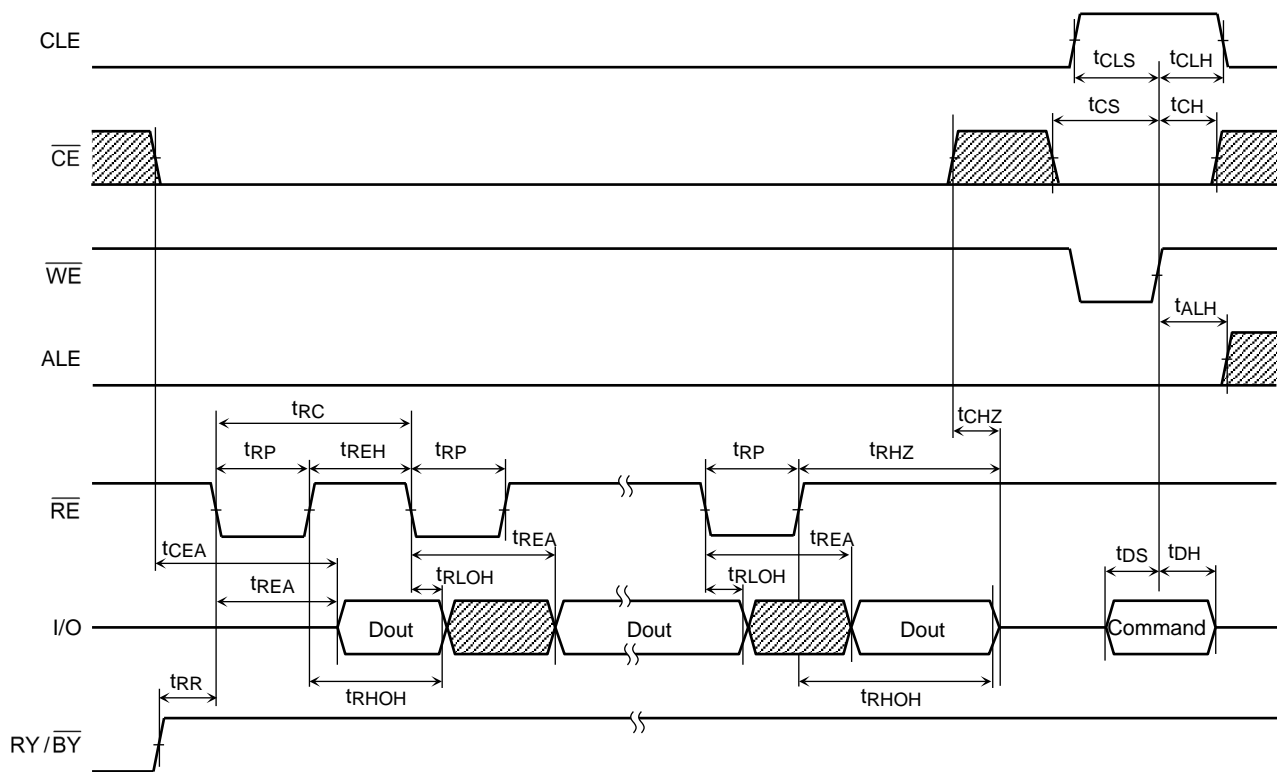 CLE
tCLS tCLH
tCS tCH
CE
WE
tALH
ALE
tRC
tCHZ
tRP tREH tRP tRP tRHZ
RE
tCEA tREA tREA
tDS tDH
tREA tRLOH tRLOH
I/O Dout Dout Dout Command
tRR tRHOH tRHOH
RY/BY